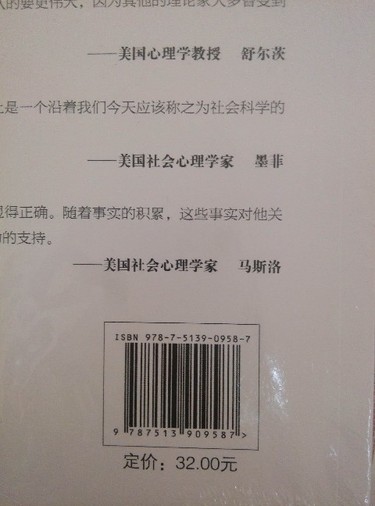 的要更伟大，因为其他的理论家大多曾受到
——美国心理学教授 舒尔茨
上是一个沿着我们今天应该称之为社会科学的
——美国社会心理学家 墨菲
得正确。随着事实的积累，这些事实对他关
的支持。
——美国社会心理学家 马斯洛
ISBN 978-7-5139-0958-7
9 787513 909587 >
定价：32.00元